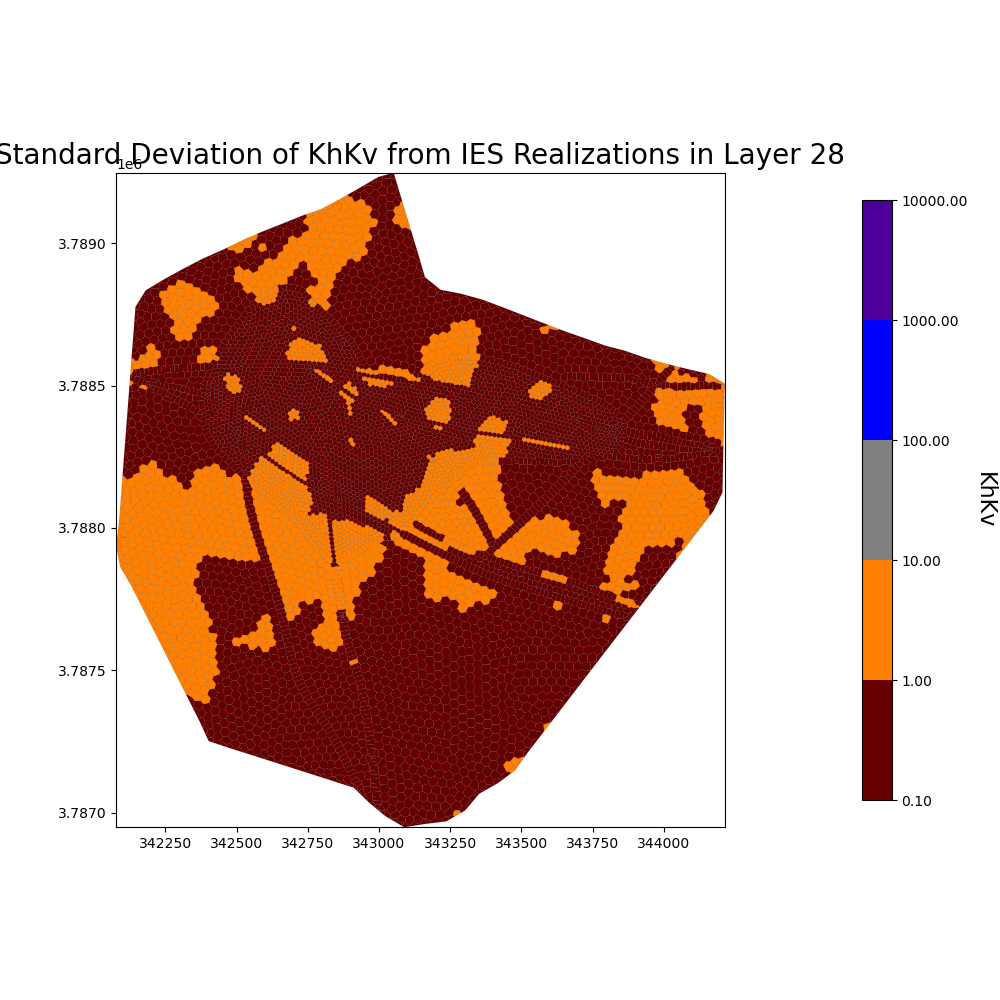 Standard Deviation of KhKv from IES Realizations in Layer 28
1e6
3.7890
3.7885
3.7880
3.7875
3.7870
342250 342500 342750 343000 343250 343500 343750 344000
10000.00
1000.00
100.00
10.00
1.00
0.10
KhKv